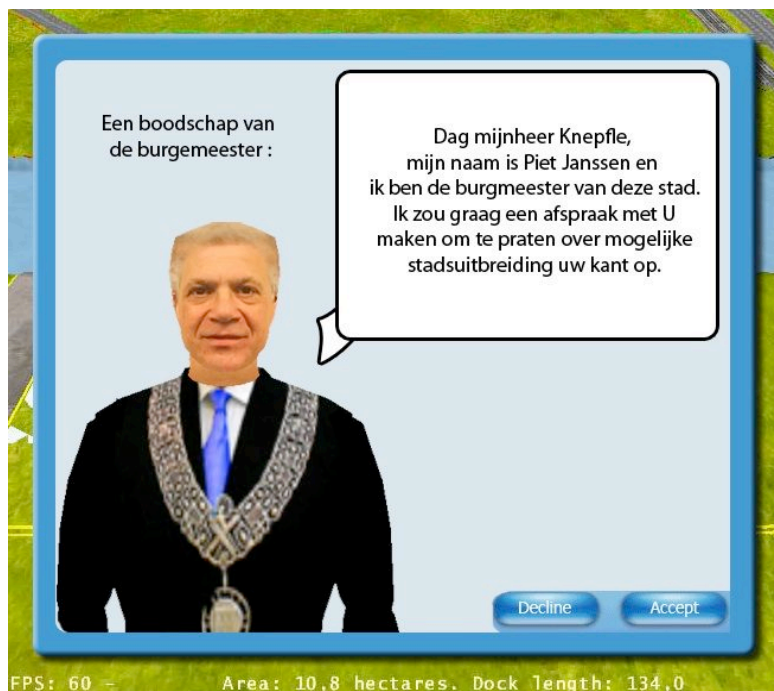 Een boodschap van
de burgemeester :
Dag mijnheer Knepfle,
mijn naam is Piet Janssen en
ik ben de burgmeester van deze stad.
Ik zou graag een afspraak met U
maken om te praten over mogelijke
stadsuitbreiding uw kant op.
Decline
Accept
FPS: 60 –
Area: 10.8 hectares. Dock length: 134.0